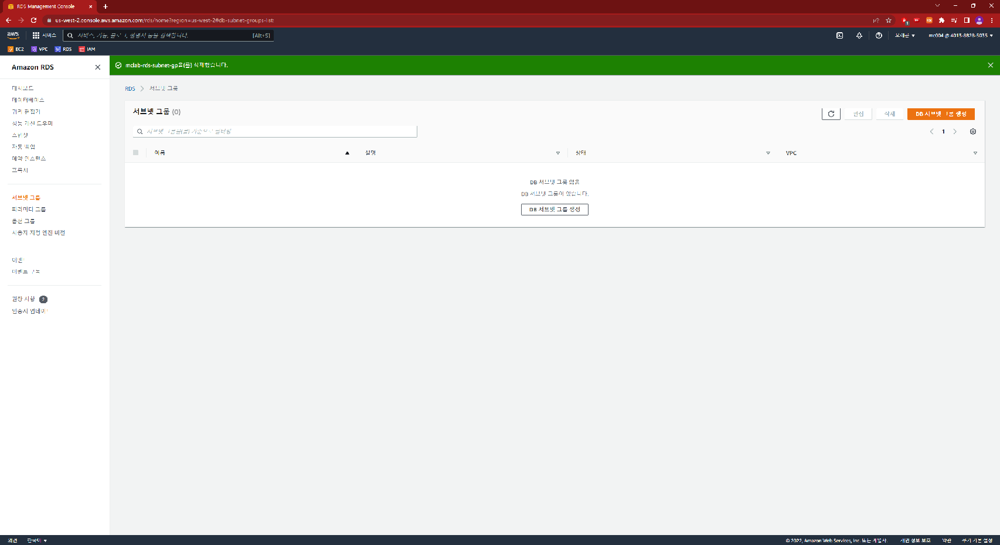 RDS Management Console
us-west-2.console.aws.amazon.com/rds/home?region=us-west-2#db-subnet-groups-list:
aws
서비스
서비스, 기능, 블로그, 설명서 등을 검색합니다.
[Alt+S]
오레곤
mc004 @ 4013-8828-5035
EC2 VPC RDS IAM
Amazon RDS
mclab-rds-subnet-gp을(를) 삭제했습니다.
대시보드
데이터베이스
쿼리 편집기
성능 개선 도우미
스냅샷
자동 백업
예약 인스턴스
프록시
서브넷 그룹
파라미터 그룹
옵션 그룹
사용자 지정 엔진 버전
이벤트
이벤트 구독
권장 사항 2
인증서 업데이트
RDS
서브넷 그룹
서브넷 그룹 (0)
편집
삭제
DB 서브넷 그룹 생성
서브넷 그룹을(를) 기준으로 필터링
1
이름
설명
상태
VPC
DB 서브넷 그룹 없음
DB 서브넷 그룹이 없습니다.
DB 서브넷 그룹 생성
의견
한국어
© 2022, Amazon Web Services, Inc. 또는 계열사.
개인 정보 보호
약관
쿠키 기본 설정